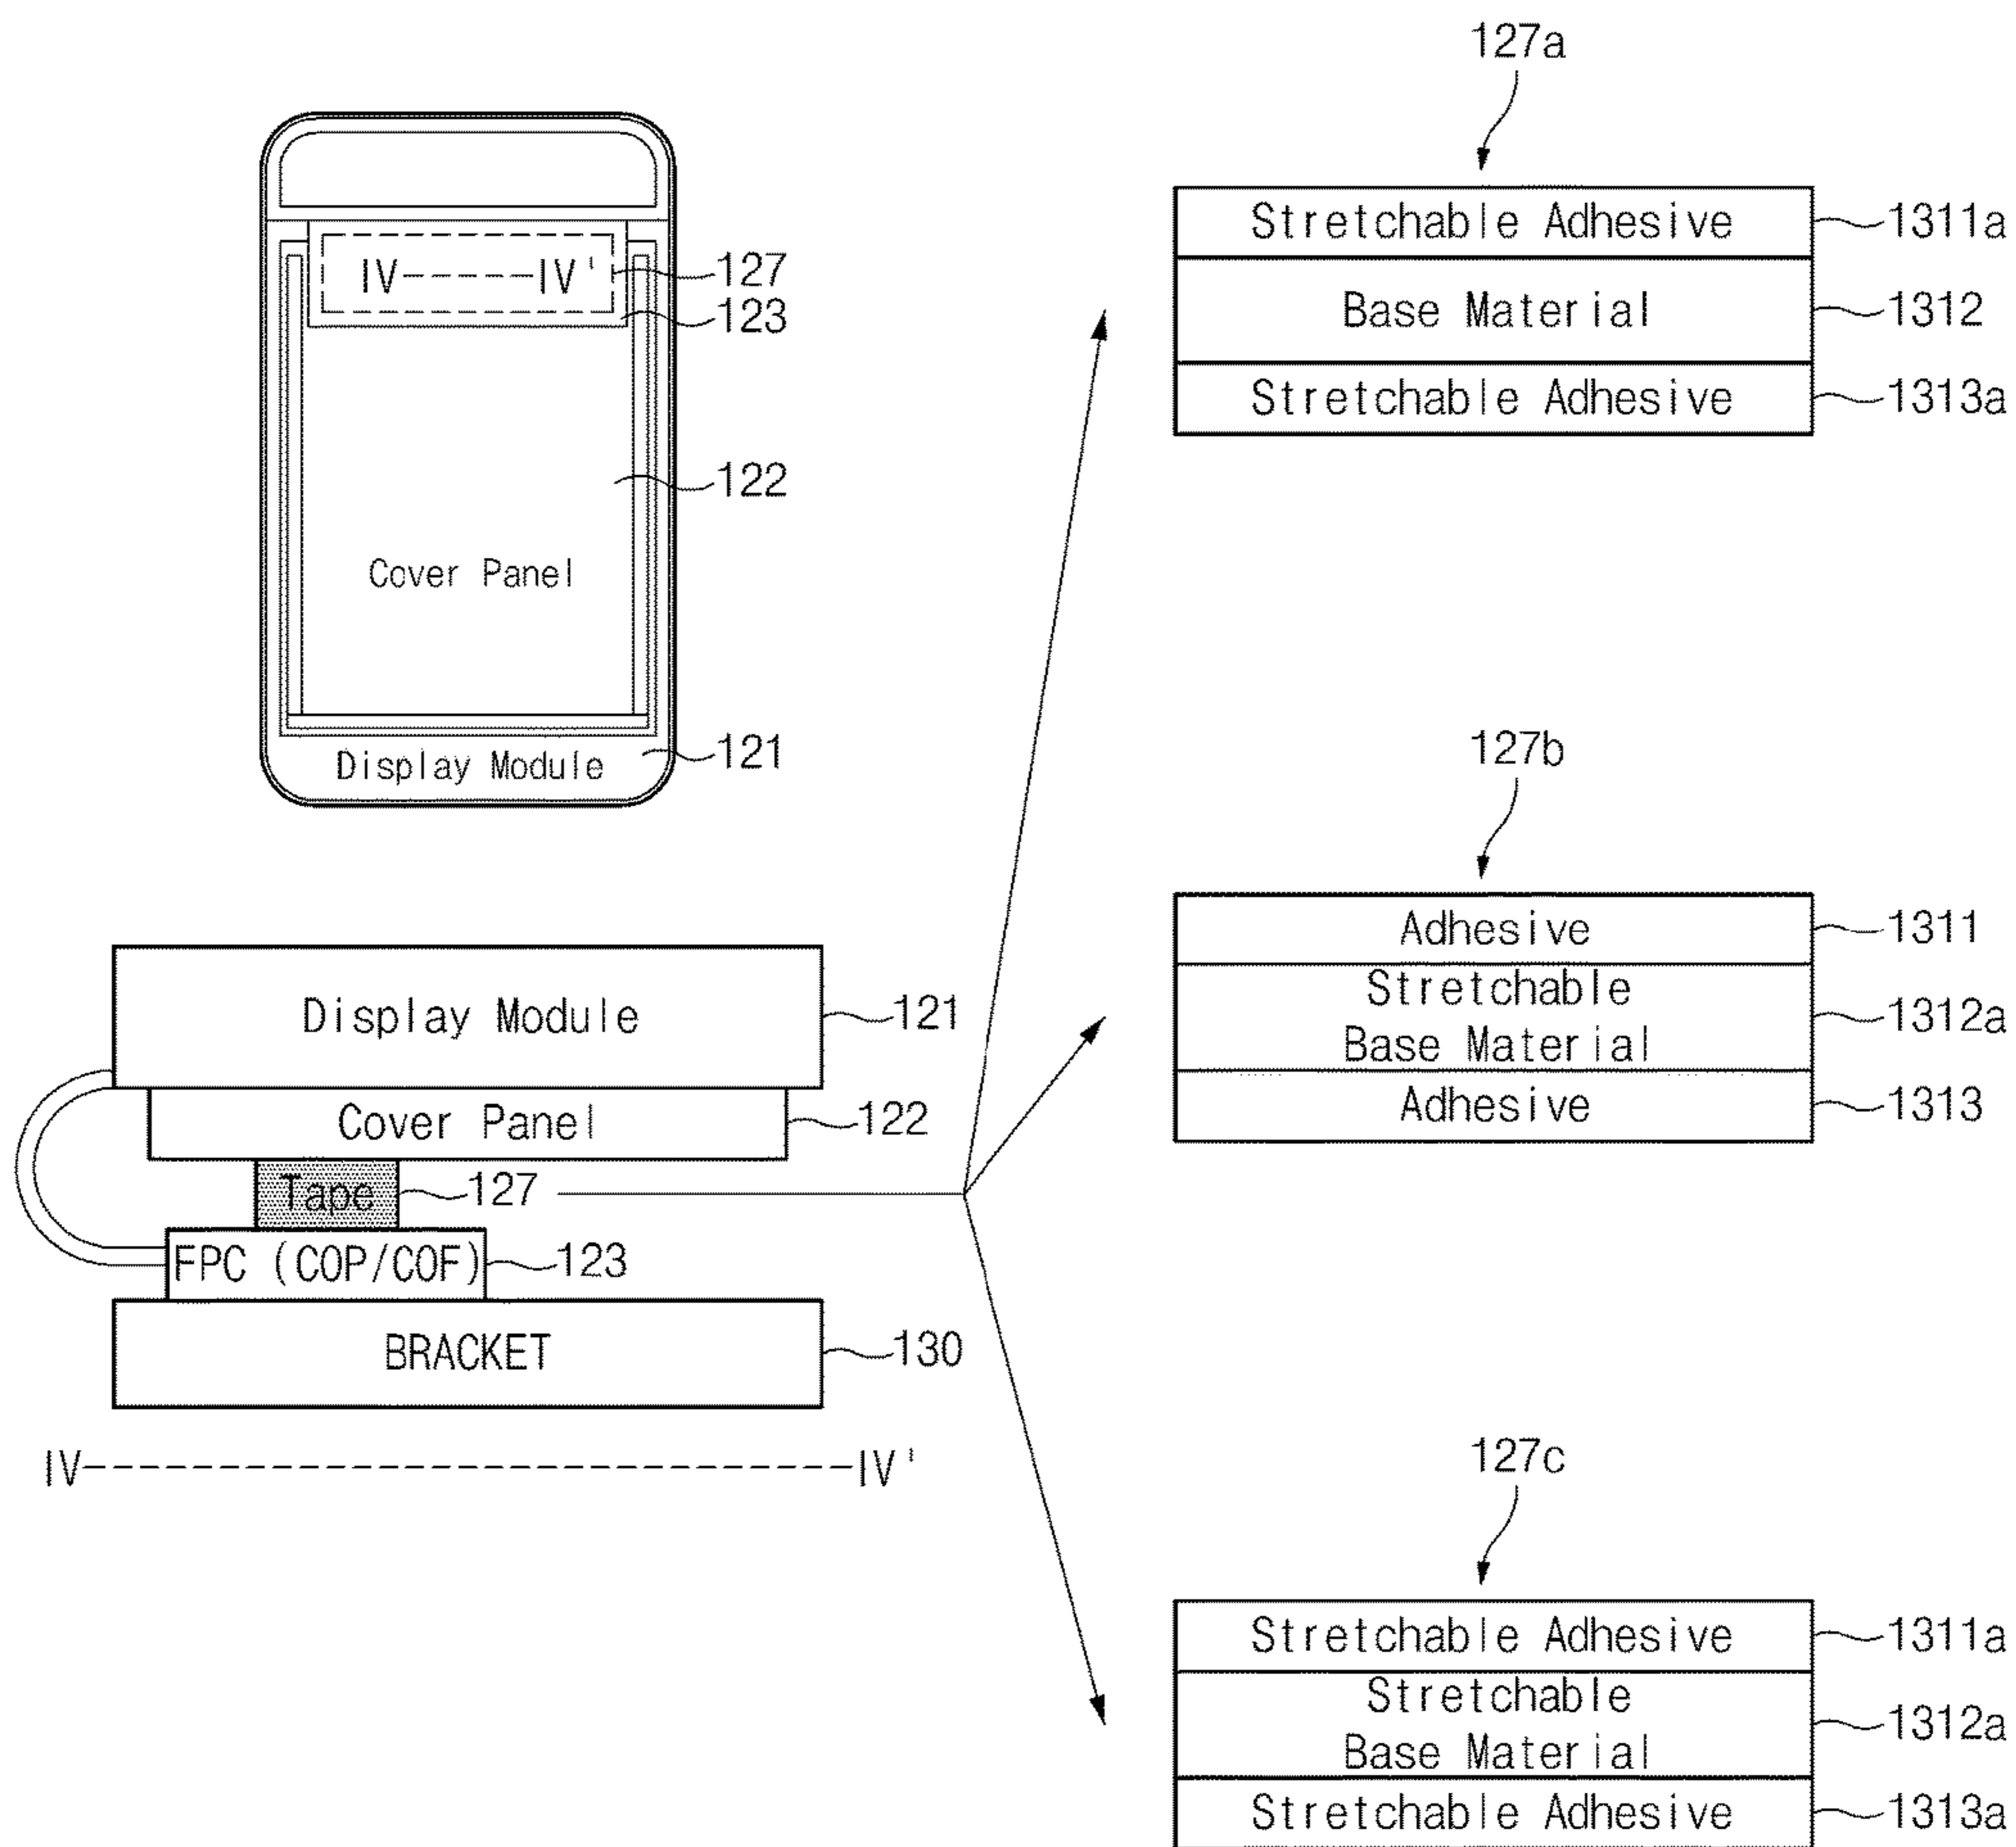 127a
Stretchable Adhesive 1311a
Base Material 1312
Stretchable Adhesive 1313a
IV IV' 127
123
122
Cover Panel
Display Module 121
127b
Adhesive 1311
Stretchable
Base Material 1312a
Adhesive 1313
Display Module 121
Cover Panel 122
Tape 127
FPC (COP/COF) 123
BRACKET 130
IV IV'
127c
Stretchable Adhesive 1311a
Stretchable
Base Material 1312a
Stretchable Adhesive 1313a